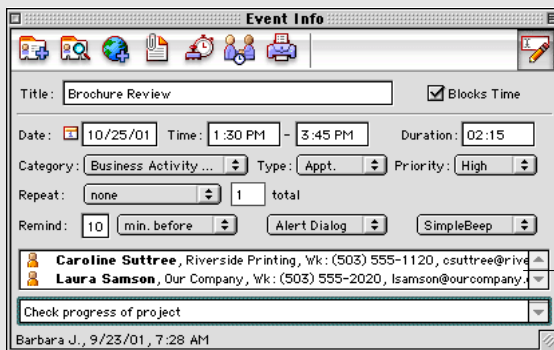 Event Info
Title: Brochure Review Blocks Time
Date: 10/25/01 Time: 1:30 PM - 3:45 PM Duration: 02:15
Category: Business Activity ... Type: Appt. Priority: High
Repeat: none 1 total
Remind: 10 min. before Alert Dialog SimpleBeep
Caroline Suttree, Riverside Printing, Wk: (503) 555-1120, csuttree@rive
Laura Samson, Our Company, Wk: (503) 555-2020, lsamson@ourcompany.
Check progress of project
Barbara J., 9/23/01, 7:28 AM